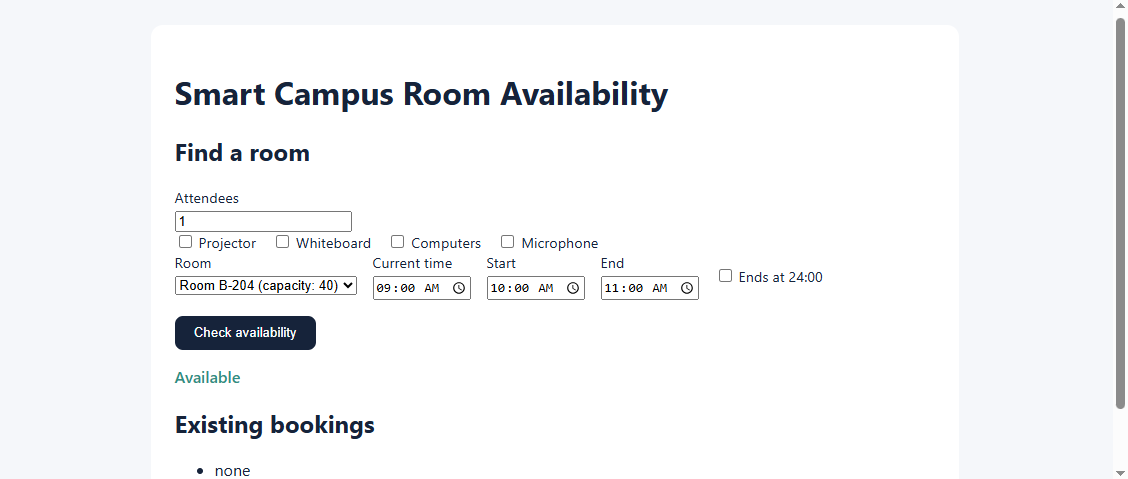 Smart Campus Room Availability
Find a room
Attendees
1
Projector Whiteboard Computers Microphone
Room Current time Start End
Room B-204 (capacity: 40) 09:00 AM 10:00 AM 11:00 AM Ends at 24:00
Check availability
Available
Existing bookings
none